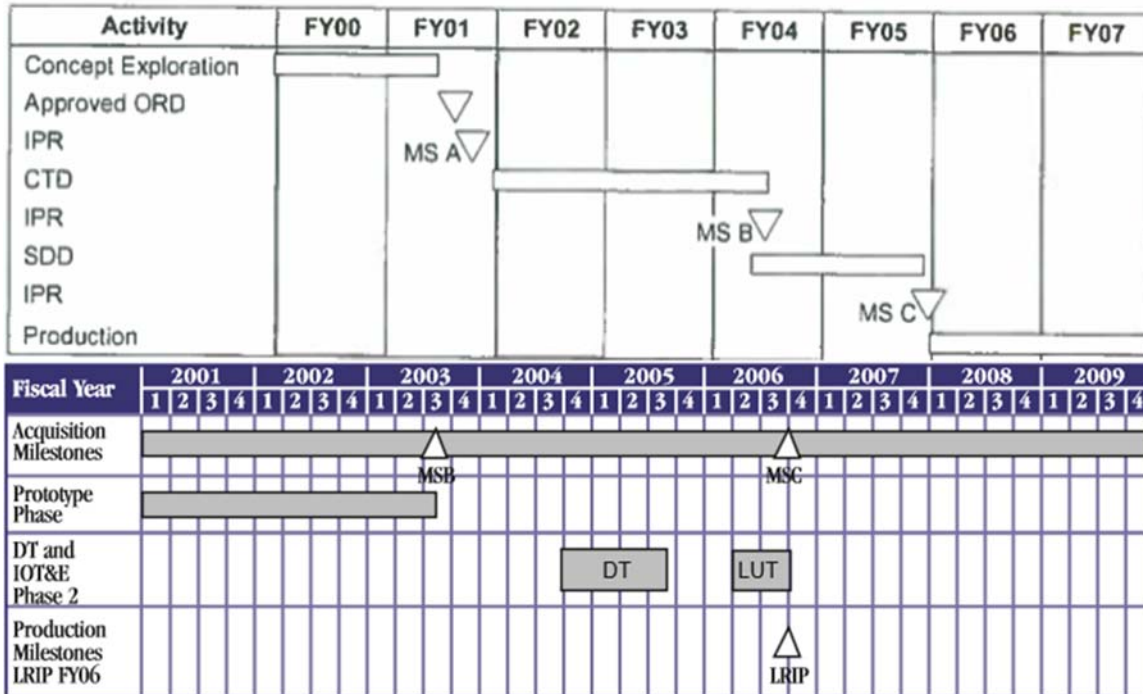 Activity FY00 FY01 FY02 FY03 FY04 FY05 FY06 FY07
Concept Exploration
Approved ORD
IPR MS A
CTD
IPR MS B
SDD
IPR MS C
Production
Fiscal Year 2001 2002 2003 2004 2005 2006 2007 2008 2009
1 2 3 4 1 2 3 4 1 2 3 4 1 2 3 4 1 2 3 4 1 2 3 4 1 2 3 4 1 2 3 4 1 2 3 4
Acquisition
Milestones
MSB MSC
Prototype
Phase
DT and
IOT&E
Phase 2
DT LUT
Production
Milestones
LRIP FY06
LRIP